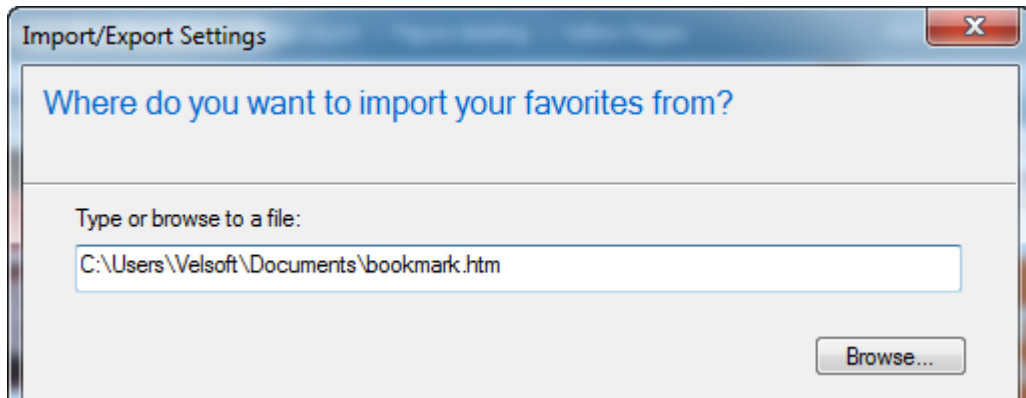 Import/Export Settings
Where do you want to import your favorites from?
Type or browse to a file:
C:\Users\Velsoft\Documents\bookmark.htm
Browse...